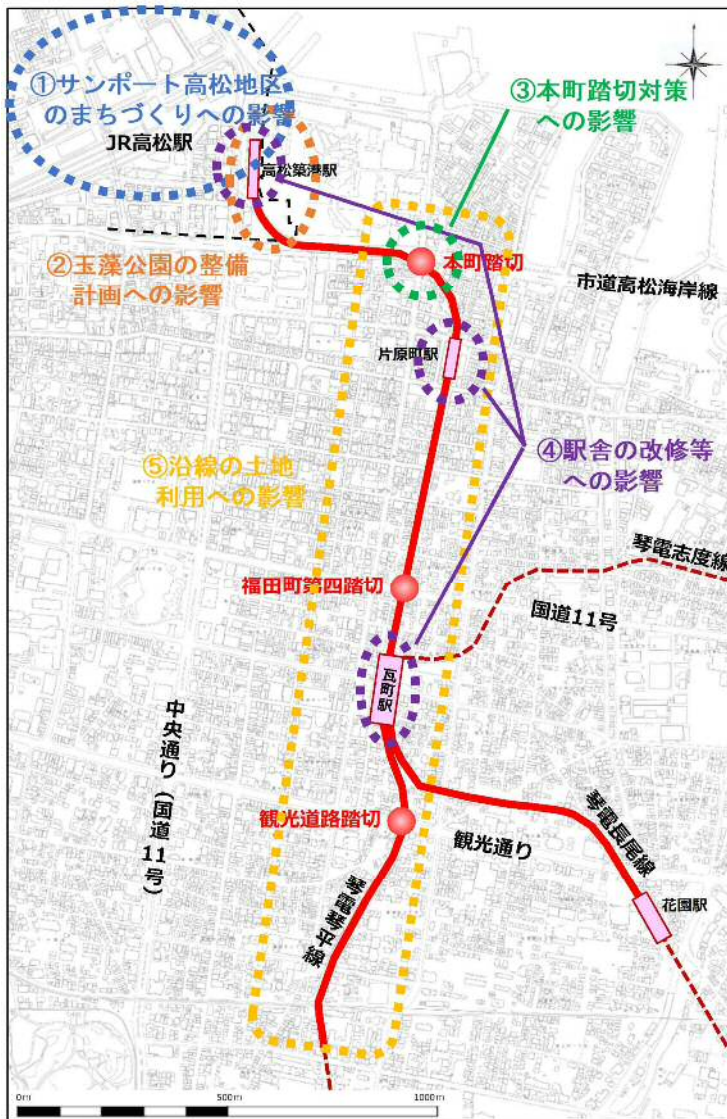 ①サンポート高松地区
のまちづくりへの影響
JR高松駅
高松築港駅
③本町踏切対策
への影響
②玉藻公園の整備
計画への影響
本町踏切
市道高松海岸線
片原町駅
④駅舎の改修等
への影響
⑤沿線の土地
利用への影響
琴電志度線
福田町第四踏切
国道11号
瓦町駅
中央通り（国道11号）
観光道路踏切
観光通り
琴電長尾線
花園駅
琴電琴平線
0m
500m
1000m